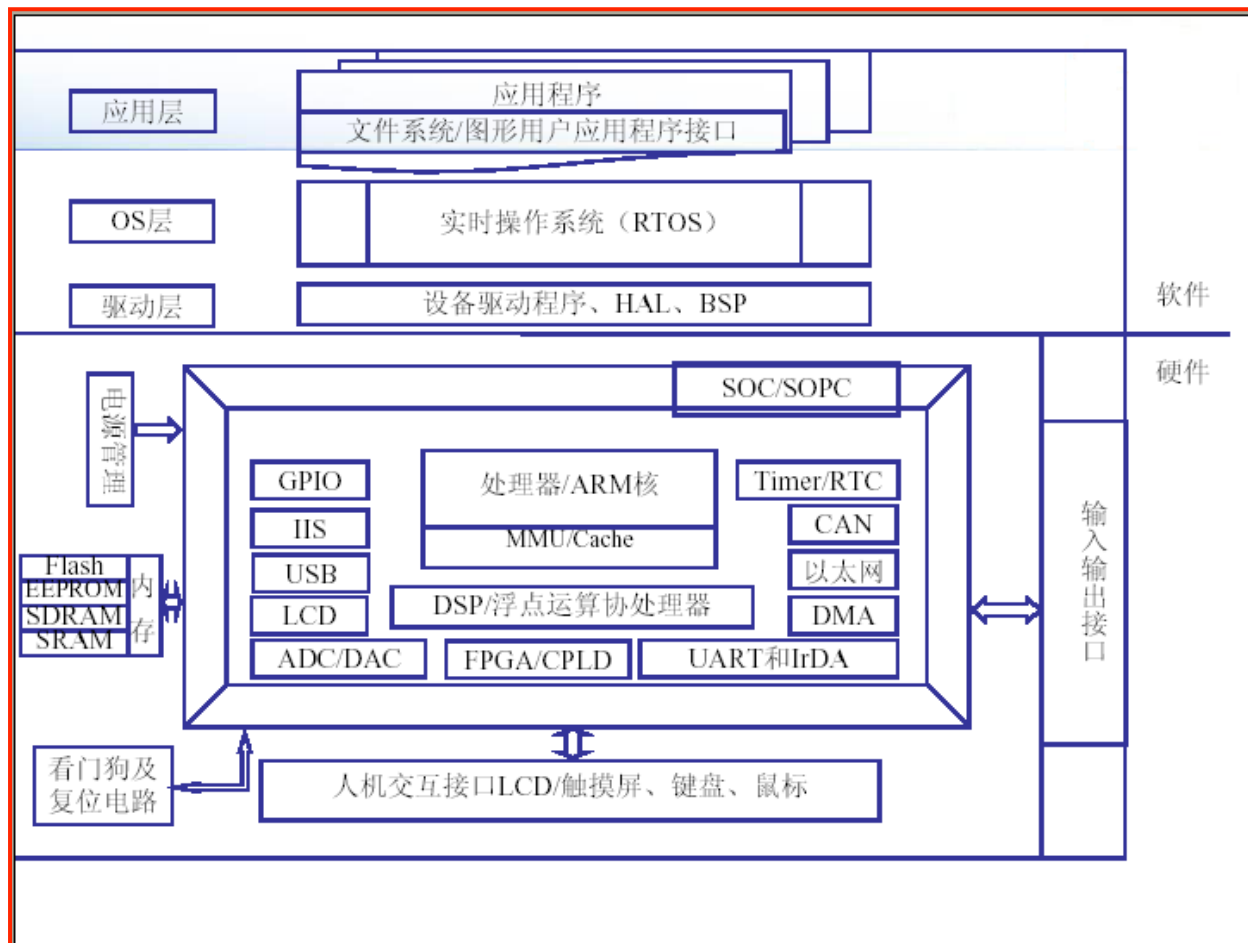 应用层
应用程序
文件系统/图形用户应用程序接口
OS层
实时操作系统（RTOS）
驱动层
设备驱动程序、HAL、BSP
软件
硬件
电源管理
SOC/SOPC
GPIO
处理器/ARM核
Timer/RTC
IIS
MMU/Cache
CAN
USB
以太网
LCD
DSP/浮点运算协处理器
DMA
ADC/DAC
FPGA/CPLD
UART和IrDA
Flash
EEPROM
SDRAM
SRAM
内存
输入输出接口
看门狗及
复位电路
人机交互接口LCD/触摸屏、键盘、鼠标